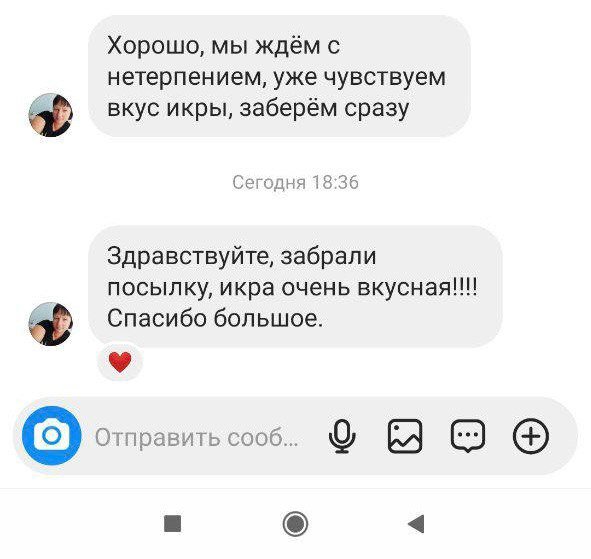 Хорошо, мы ждём с
нетерпением, уже чувствуем
вкус икры, заберём сразу
Сегодня 18:36
Здравствуйте, забрали
посылку, икра очень вкусная!!!!
Спасибо большое.
Отправить сооб...